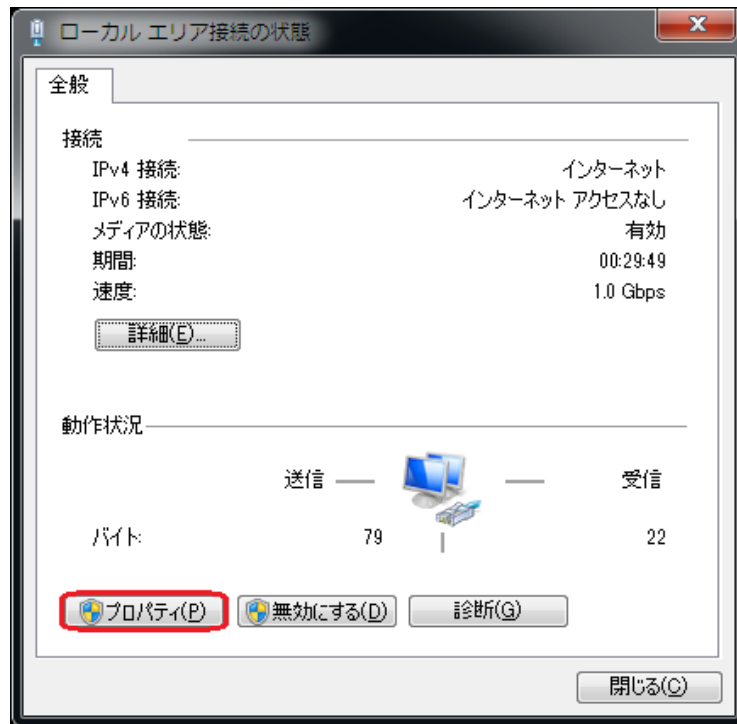 ローカル エリア接続の状態
全般
接続
IPv4 接続: インターネット
IPv6 接続: インターネット アクセスなし
メディアの状態: 有効
期間: 00:29:49
速度: 1.0 Gbps
詳細(E)...
動作状況
送信 受信
バイト: 79 22
プロパティ(P) 無効にする(D) 診断(G)
閉じる(C)